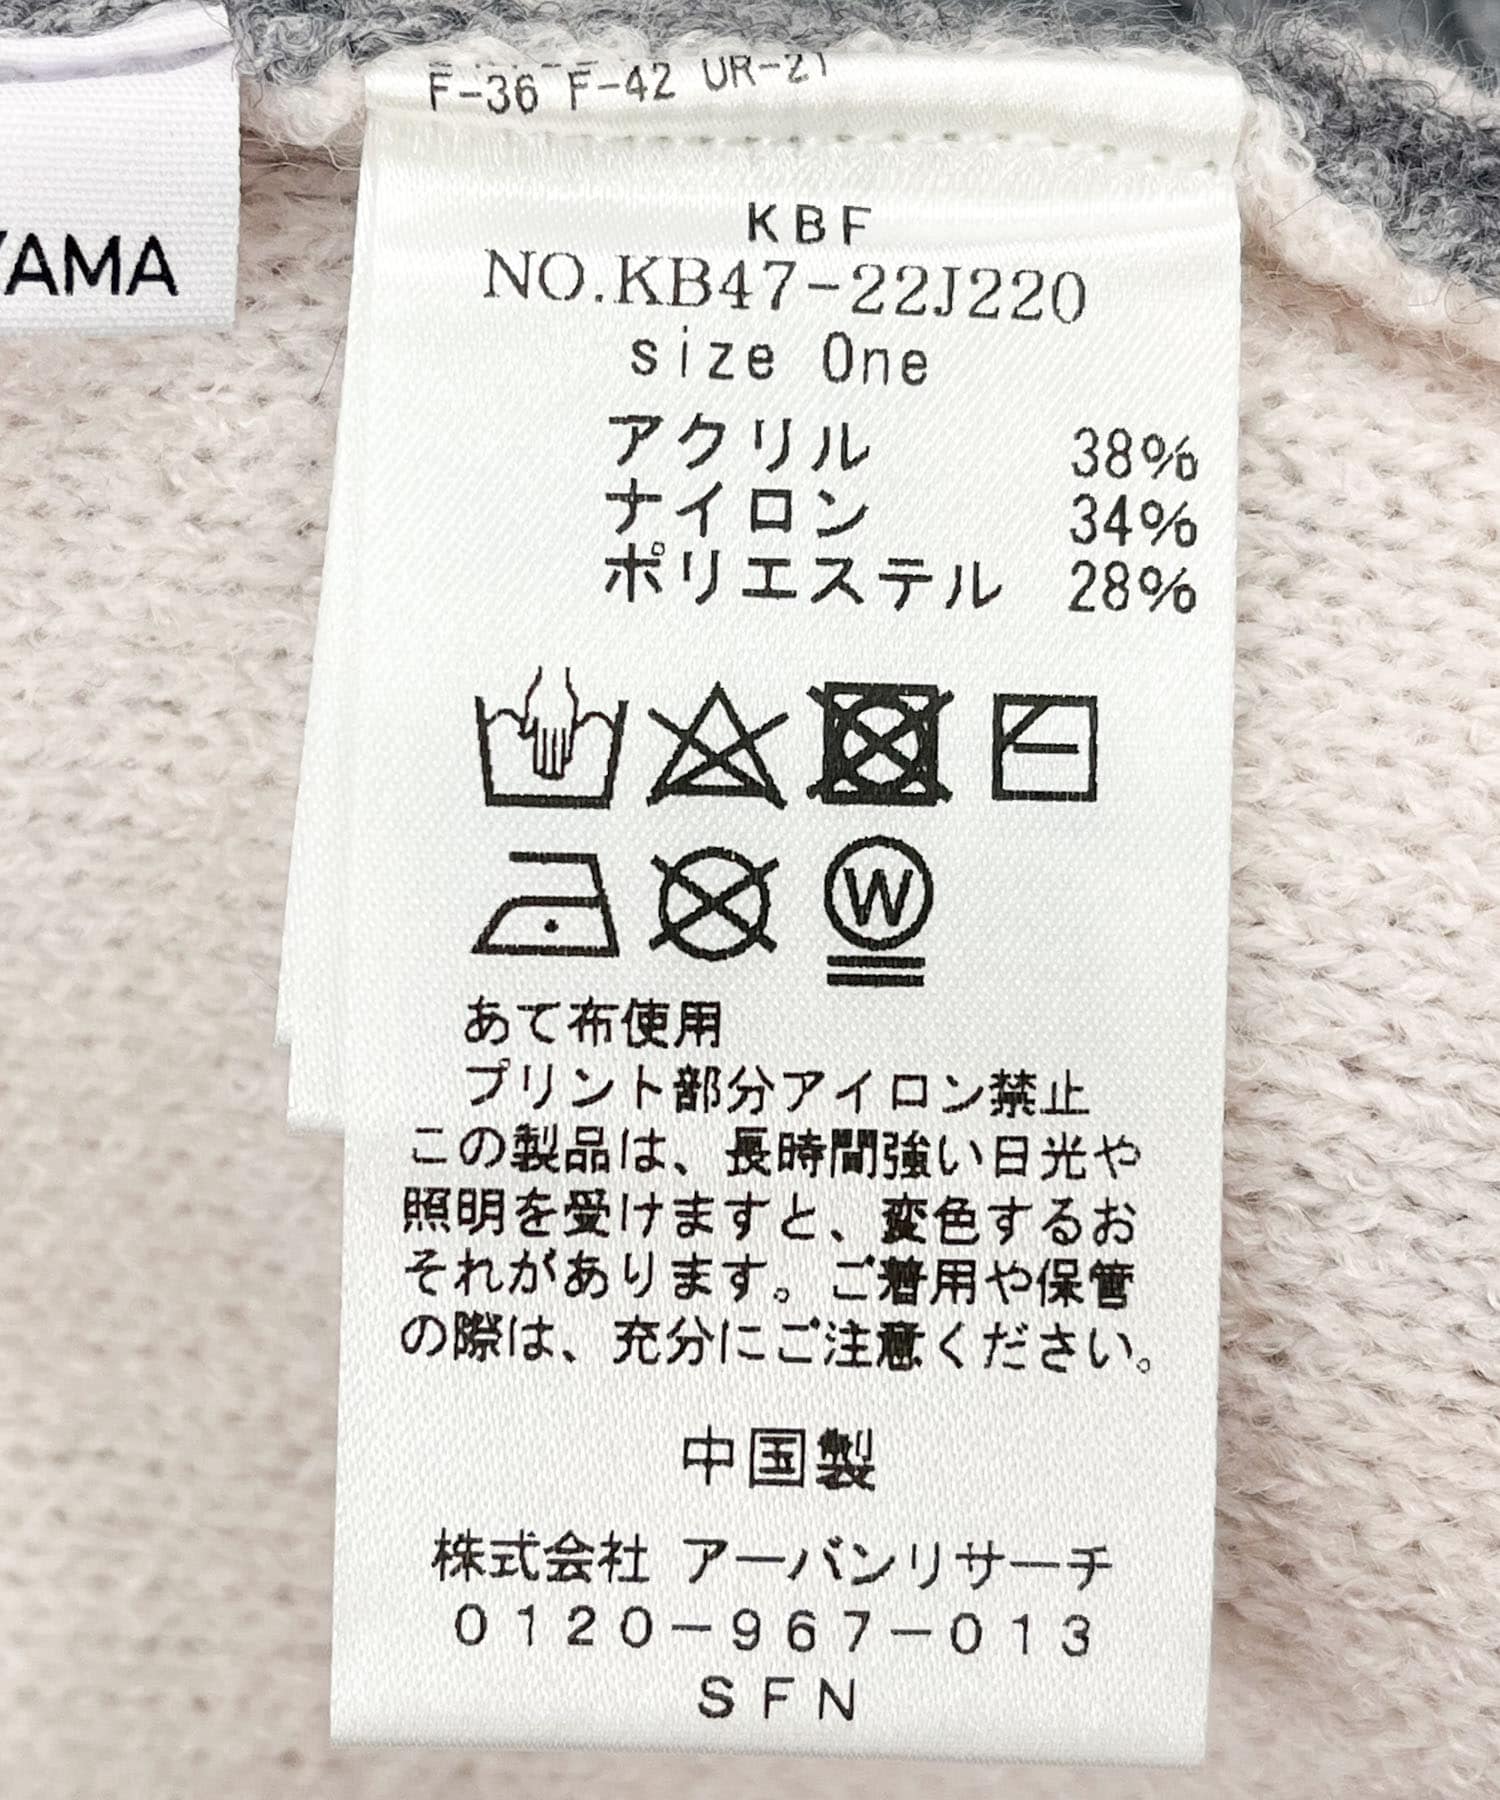 F-36 F-42 UR-21
YAMA
KBF
NO.KB47-22J220
size One
アクリル 38%
ナイロン 34%
ポリエステル 28%
W
あて布使用
プリント部分アイロン禁止
この製品は、長時間強い日光や
照明を受けますと、変色するお
それがあります。ご着用や保管
の際は、充分にご注意ください。
中国製
株式会社 アーバンリサーチ
0120-967-013
SFN